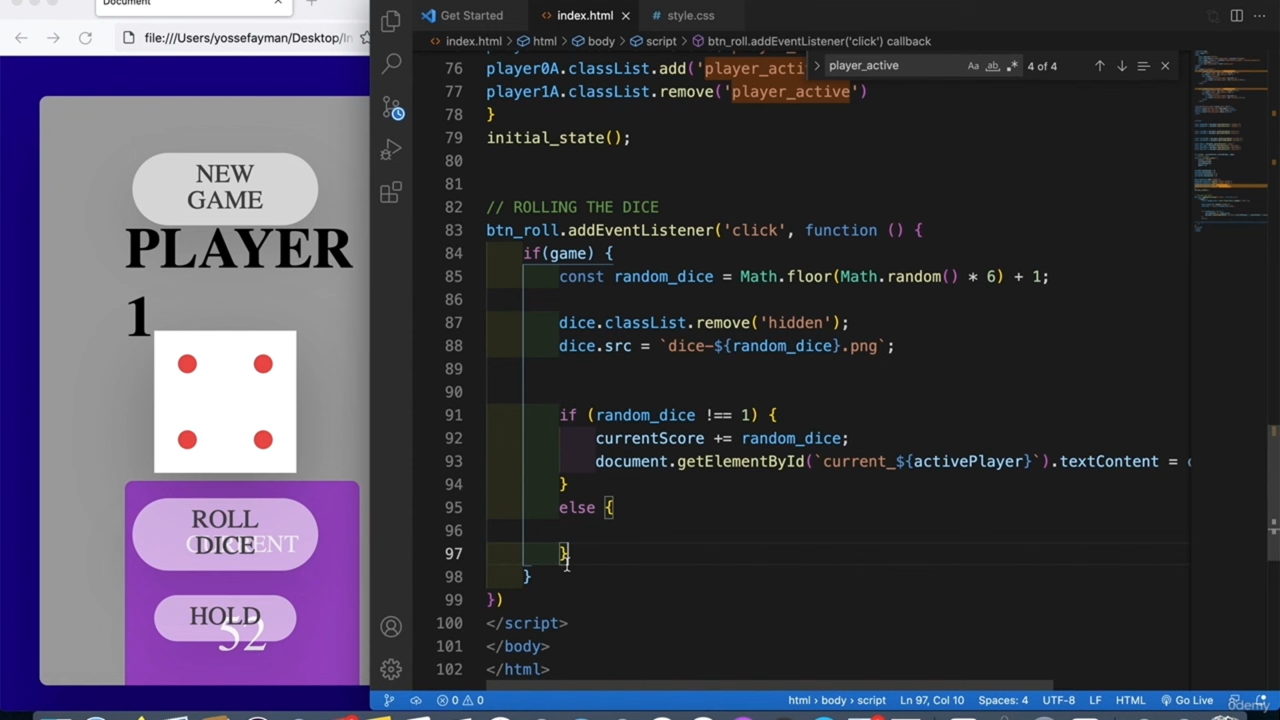 Document
file:///Users/yossefayman/Desktop/In
NEW
GAME
PLAYER
1
ROLL
DICE
CURRENT
HOLD
52
Get Started
index.html
style.css
index.html > html > body > script > btn_roll.addEventListener('click') callback
player_active
Aa
ab
4 of 4
76 player0A.classList.add('player_acti
77 player1A.classList.remove('player_active')
78 }
79 initial_state();
80
81
82 // ROLLING THE DICE
83 btn_roll.addEventListener('click', function () {
84 if(game) {
85 const random_dice = Math.floor(Math.random() * 6) + 1;
86
87 dice.classList.remove('hidden');
88 dice.src = `dice-${random_dice}.png`;
89
90
91 if (random_dice !== 1) {
92 currentScore += random_dice;
93 document.getElementById(`current_${activePlayer}`).textContent = c
94 }
95 else {
96
97 }
98 }
99 })
100 </script>
101 </body>
102 </html>
0 0 html > body > script Ln 97, Col 10 Spaces: 4 UTF-8 LF HTML Go Live
udemy